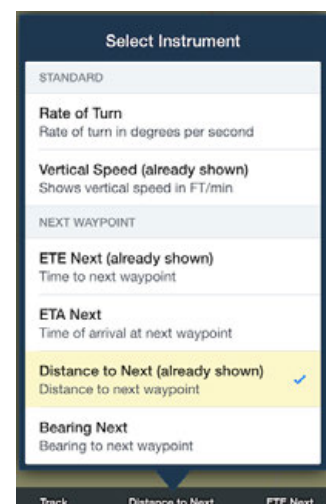 Select Instrument
STANDARD
Rate of Turn
Rate of turn in degrees per second
Vertical Speed (already shown)
Shows vertical speed in FT/min
NEXT WAYPOINT
ETE Next (already shown)
Time to next waypoint
ETA Next
Time of arrival at next waypoint
Distance to Next (already shown)
Distance to next waypoint
Bearing Next
Bearing to next waypoint
Track Distance to Next ETE Next